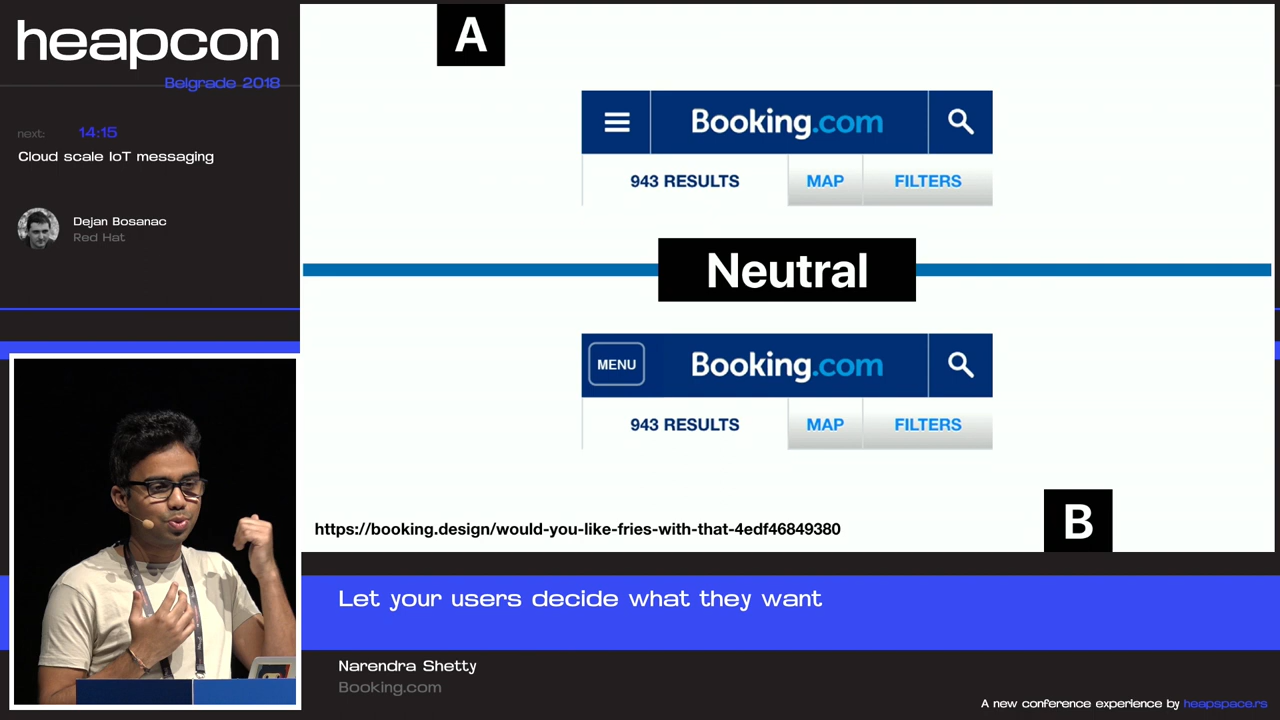 heapcon
Belgrade 2018
next: 14:15
Cloud scale IoT messaging
Dejan Bosanac
Red Hat
A
Booking.com
943 RESULTS MAP FILTERS
Neutral
MENU Booking.com
943 RESULTS MAP FILTERS
https://booking.design/would-you-like-fries-with-that-4edf46849380
B
Let your users decide what they want
Narendra Shetty
Booking.com
A new conference experience by heapspace.rs